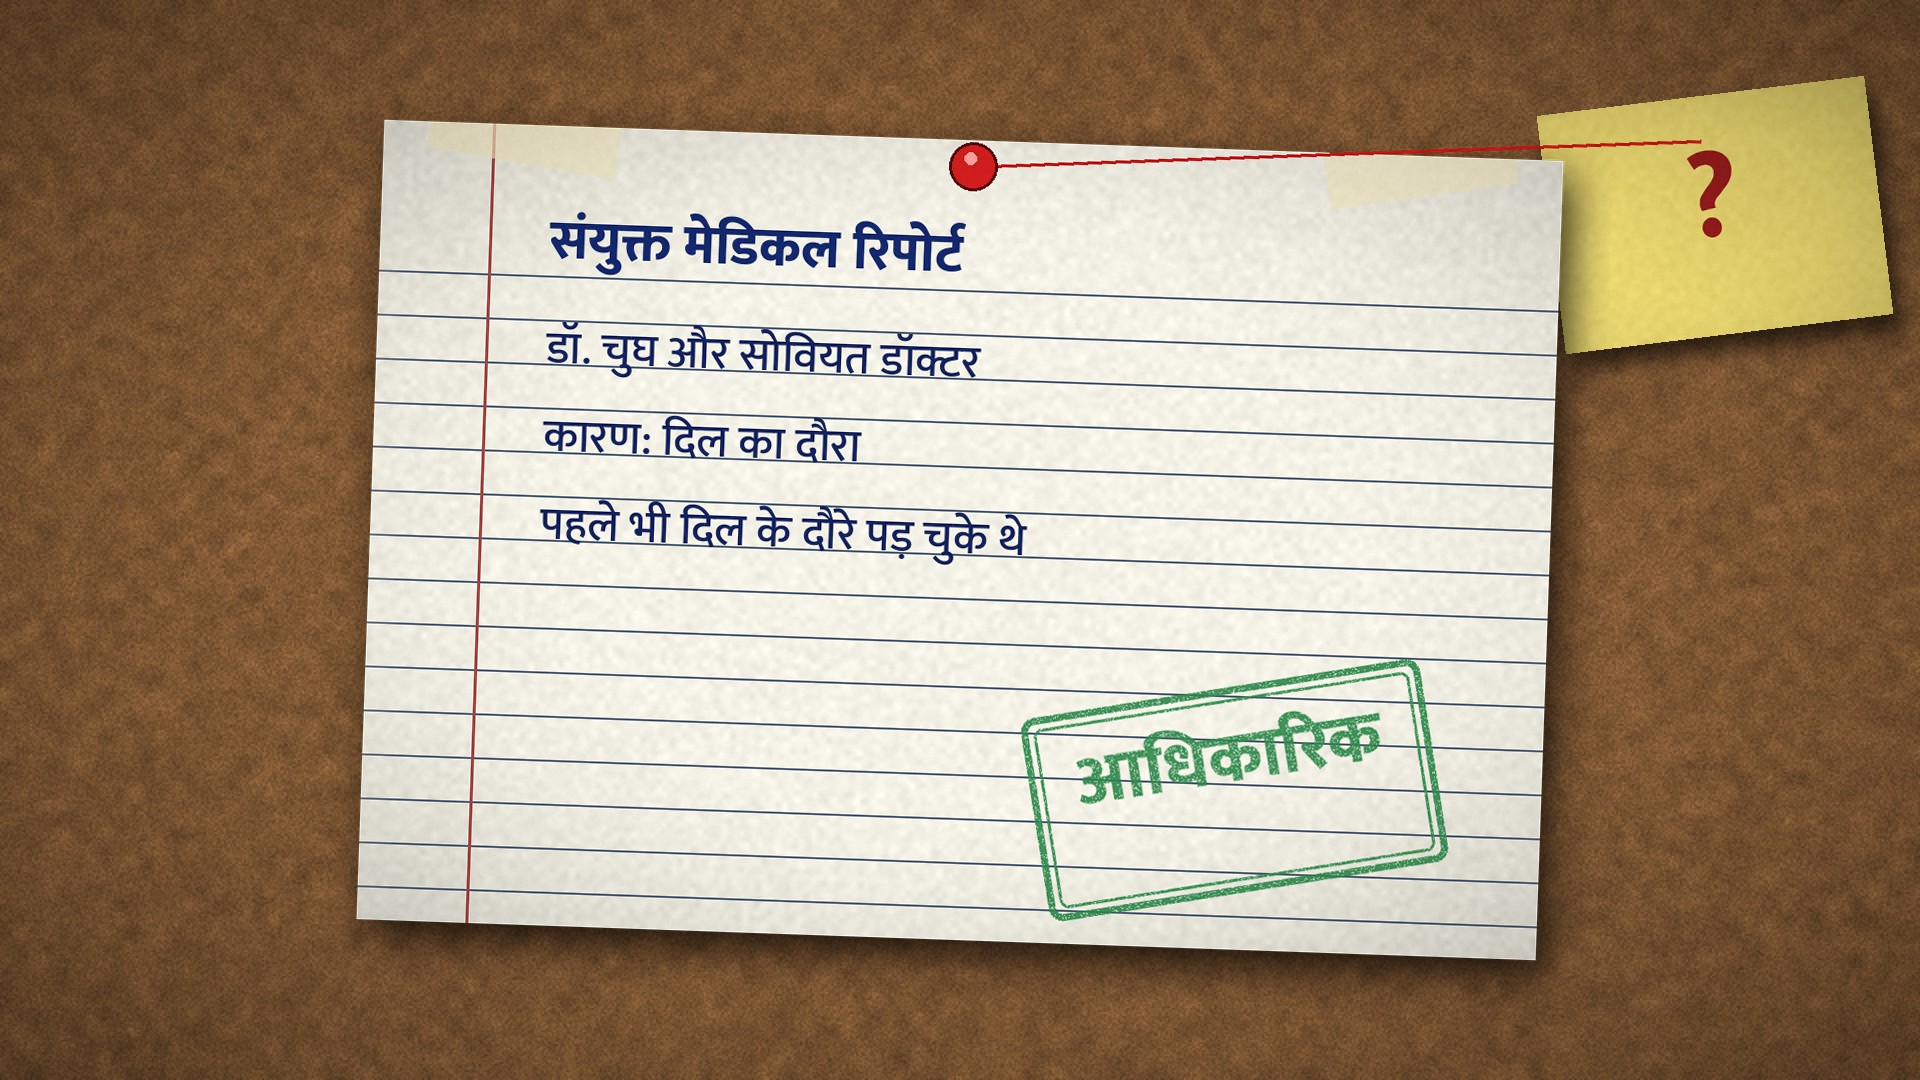 संयुक्त मेडिकल रिपोर्ट
डॉ. चुघ और सोवियत डॉक्टर
कारण: दिल का दौरा
पहले भी दिल के दौरे पड़ चुके थे
आधिकारिक
?